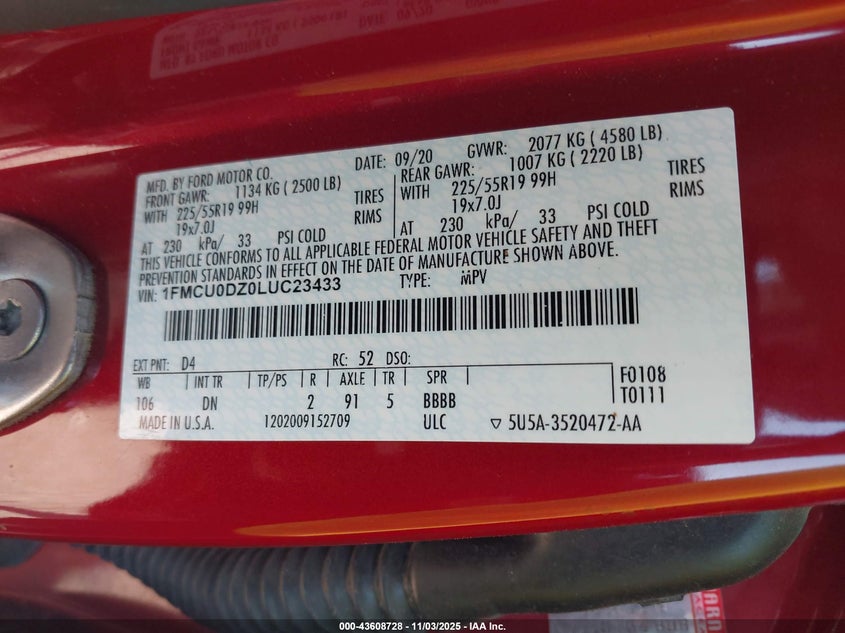 MFD. BY FORD MOTOR CO. DATE: 09/20 GVWR: 2077 KG ( 4580 LB)
FRONT GAWR: 1134 KG ( 2500 LB) REAR GAWR: 1007 KG ( 2220 LB)
WITH 225/55R19 99H TIRES WITH 225/55R19 99H TIRES
19x7.0J RIMS 19x7.0J RIMS
AT 230 kPa/ 33 PSI COLD AT 230 kPa/ 33 PSI COLD
THIS VEHICLE CONFORMS TO ALL APPLICABLE FEDERAL MOTOR VEHICLE SAFETY AND THEFT
PREVENTION STANDARDS IN EFFECT ON THE DATE OF MANUFACTURE SHOWN ABOVE.
VIN: 1FMCU0DZ0LUC23433 TYPE: MPV
EXT PNT: D4 RC: 52 DSO:
WB INT TR TP/PS R AXLE TR SPR F0108
106 DN 2 91 5 BBBB T0111
MADE IN U.S.A. 1202009152709 ULC ▽ 5U5A-3520472-AA
000-43608728 - 11/03/2025 - IAA Inc.